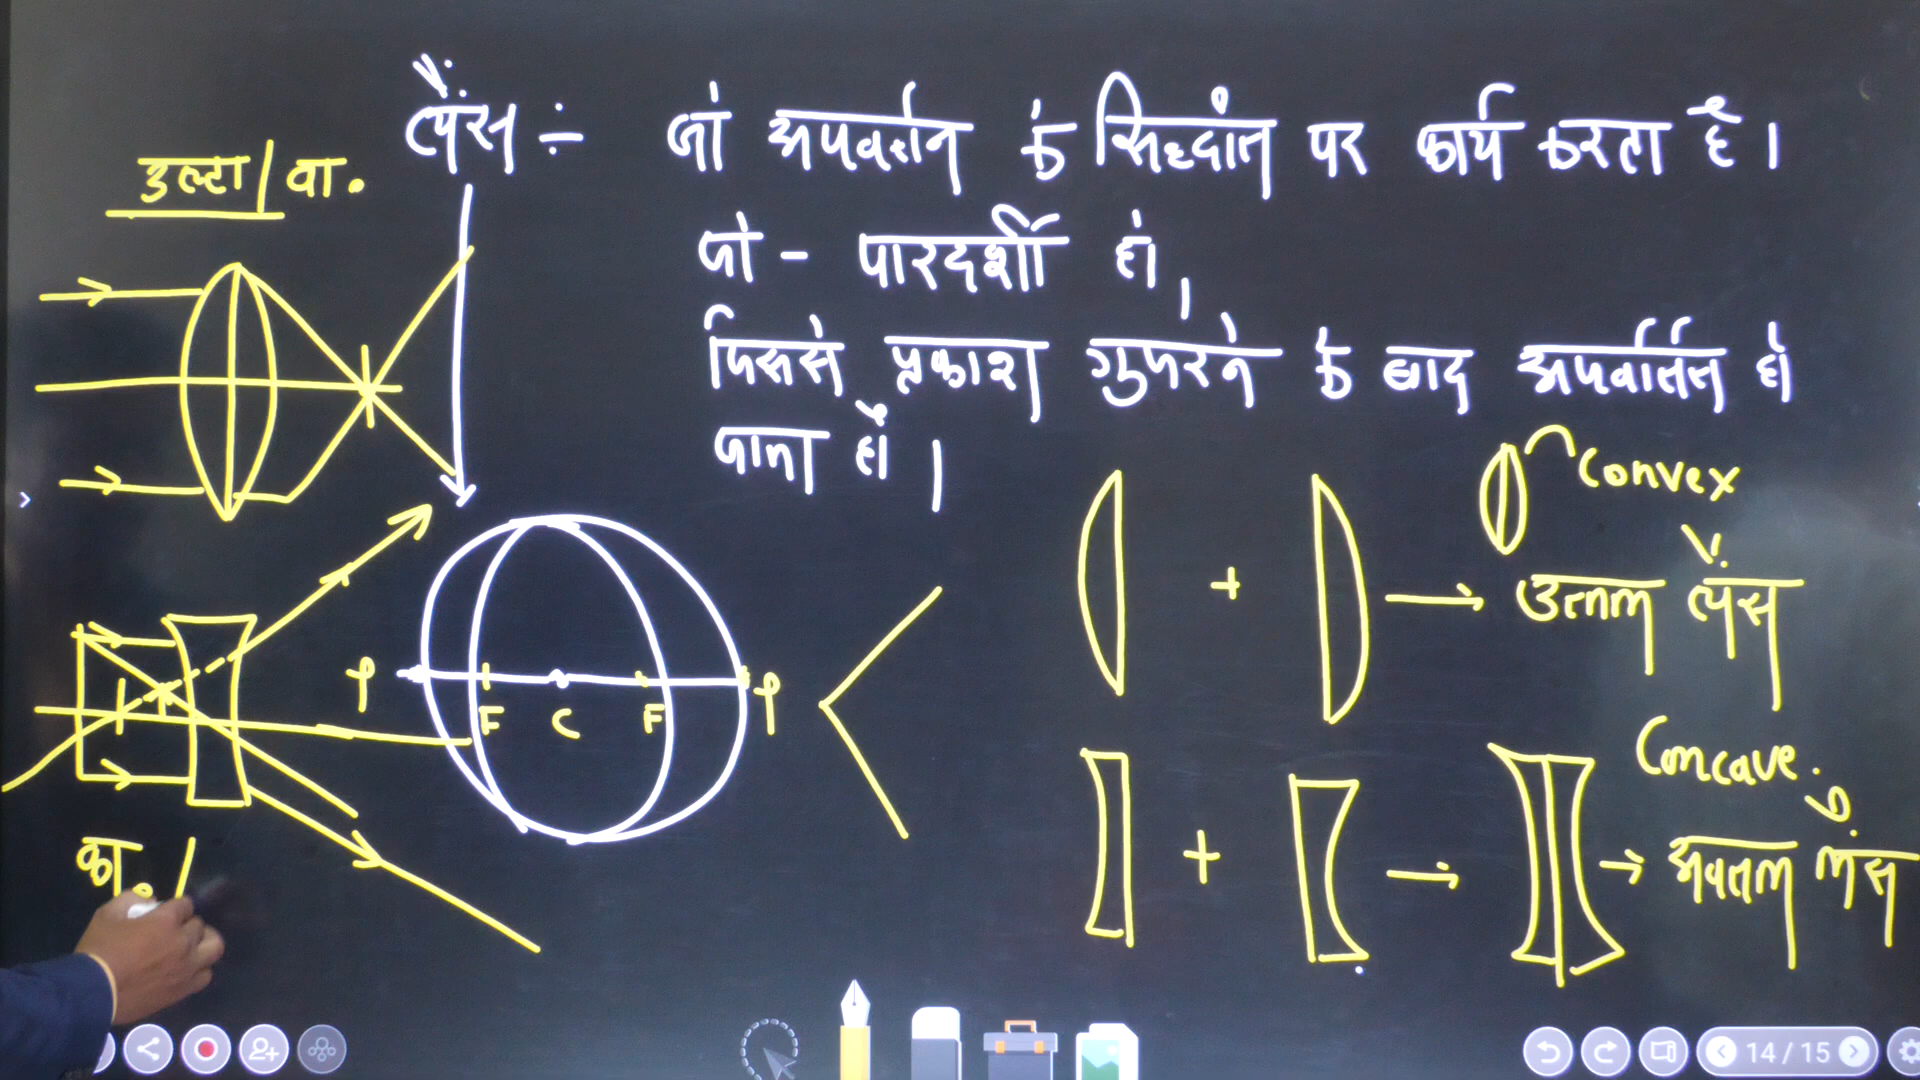 लेंस ÷ जो अपवर्तन के सिद्धांत पर कार्य करता है।
उल्टा / वा.
जो - पारदर्शी हो,
जिससे प्रकाश गुजरने के बाद अपवर्तित हो
जाता हो।
Convex
+ → उत्तल लेंस
P F C F P
Concave.
+ → → अवतल लेंस
का. /
14 / 15